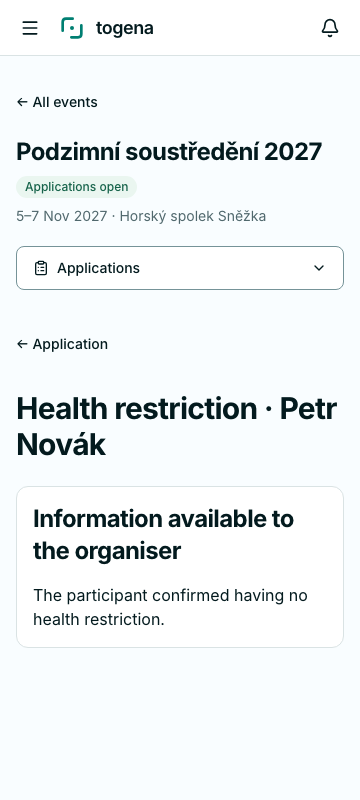 togena
← All events
Podzimní soustředění 2027
Applications open
5–7 Nov 2027 · Horský spolek Sněžka
Applications
← Application
Health restriction · Petr
Novák
Information available to
the organiser
The participant confirmed having no
health restriction.